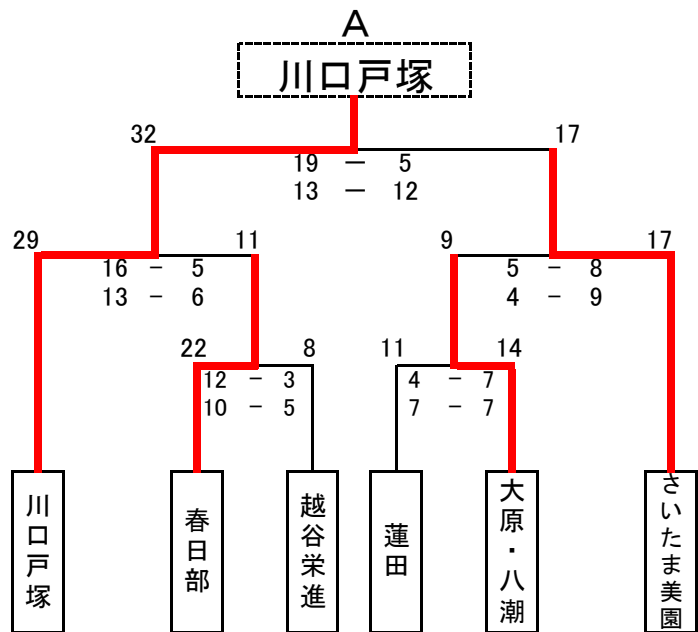 A
川口戸塚
32 17
19 ー 5
13 ー 12
29 11 9 17
16 - 5 5 - 8
13 - 6 4 - 9
22 8 11 14
12 - 3 4 - 7
10 - 5 7 - 7
川口戸塚
春日部
越谷栄進
蓮田
大原・八潮
さいたま美園